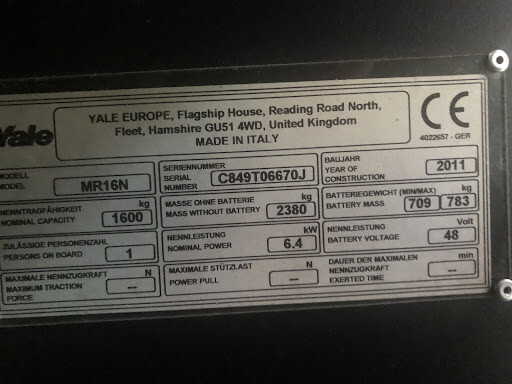 Yale
YALE EUROPE, Flagship House, Reading Road North,
Fleet, Hamshire GU51 4WD, United Kingdom
MADE IN ITALY
CE
4022657 - GER
MODELL
MODEL
MR16N
SERIENNUMMER
SERIAL
NUMBER
C849T06670J
BAUJAHR
YEAR OF
CONSTRUCTION
2011
NENNTRAGFÄHIGKEIT
NOMINAL CAPACITY
kg
1600
MASSE OHNE BATTERIE
MASS WITHOUT BATTERY
kg
2380
BATTERIEGEWICHT (MIN/MAX)
BATTERY MASS
kg
709
783
ZULÄSSIGE PERSONENZAHL
PERSONS ON BOARD
1
NENNLEISTUNG
NOMINAL POWER
kW
6.4
NENNLEISTUNG
BATTERY VOLTAGE
Volt
48
MAXIMALE NENNZUGKRAFT
MAXIMUM TRACTION
FORCE
N
--
MAXIMALE STÜTZLAST
POWER PULL
N
--
DAUER DER MAXIMALEN
NENNZUGKRAFT
EXERTED TIME
min
--